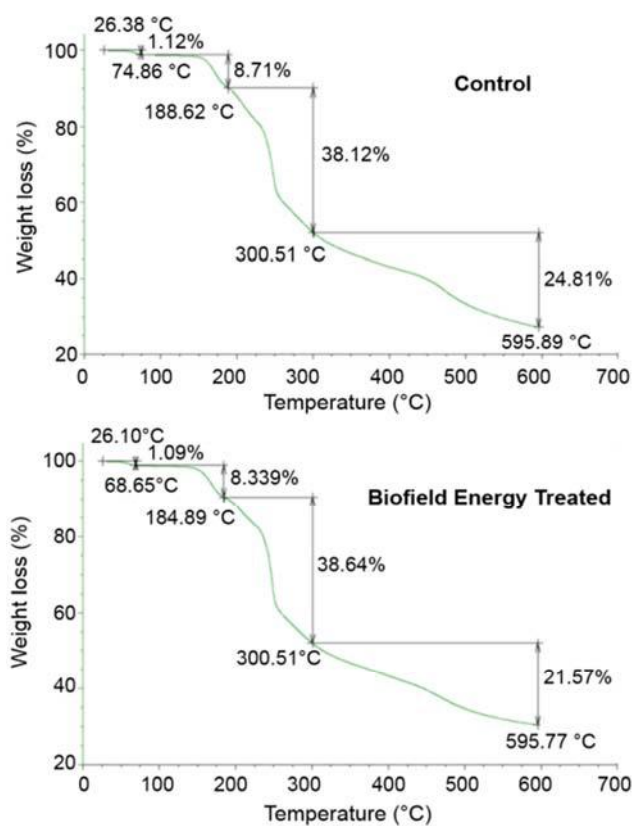 26.38 °C
100
1.12%
74.86 °C
8.71%
Control
188.62 °C
80
38.12%
60
300.51 °C
24.81%
40
595.89 °C
20
0 100 200 300 400 500 600 700
Temperature (°C)
Weight loss (%)
26.10°C
100
1.09%
68.65°C
8.339%
Biofield Energy Treated
184.89 °C
80
38.64%
60
300.51°C
21.57%
40
595.77 °C
20
0 100 200 300 400 500 600 700
Temperature (°C)
Weight loss (%)